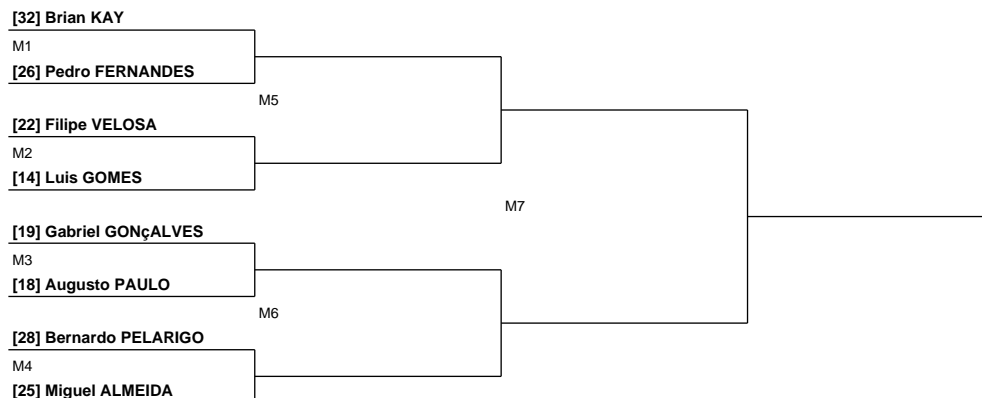 [32] Brian KAY
M1
[26] Pedro FERNANDES
M5
[22] Filipe VELOSA
M2
[14] Luis GOMES
M7
[19] Gabriel GONçALVES
M3
[18] Augusto PAULO
M6
[28] Bernardo PELARIGO
M4
[25] Miguel ALMEIDA